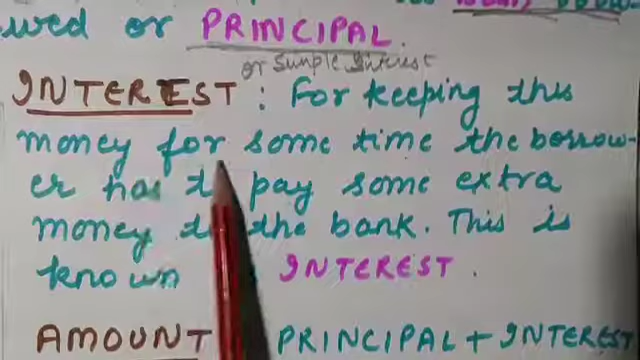 wed or PRINCIPAL.
or Simple Interest
INTEREST : For keeping this
money for some time the borrow-
er has pay some extra
money the bank. This is
known INTEREST.
AMOUNT PRINCIPAL + INTEREST